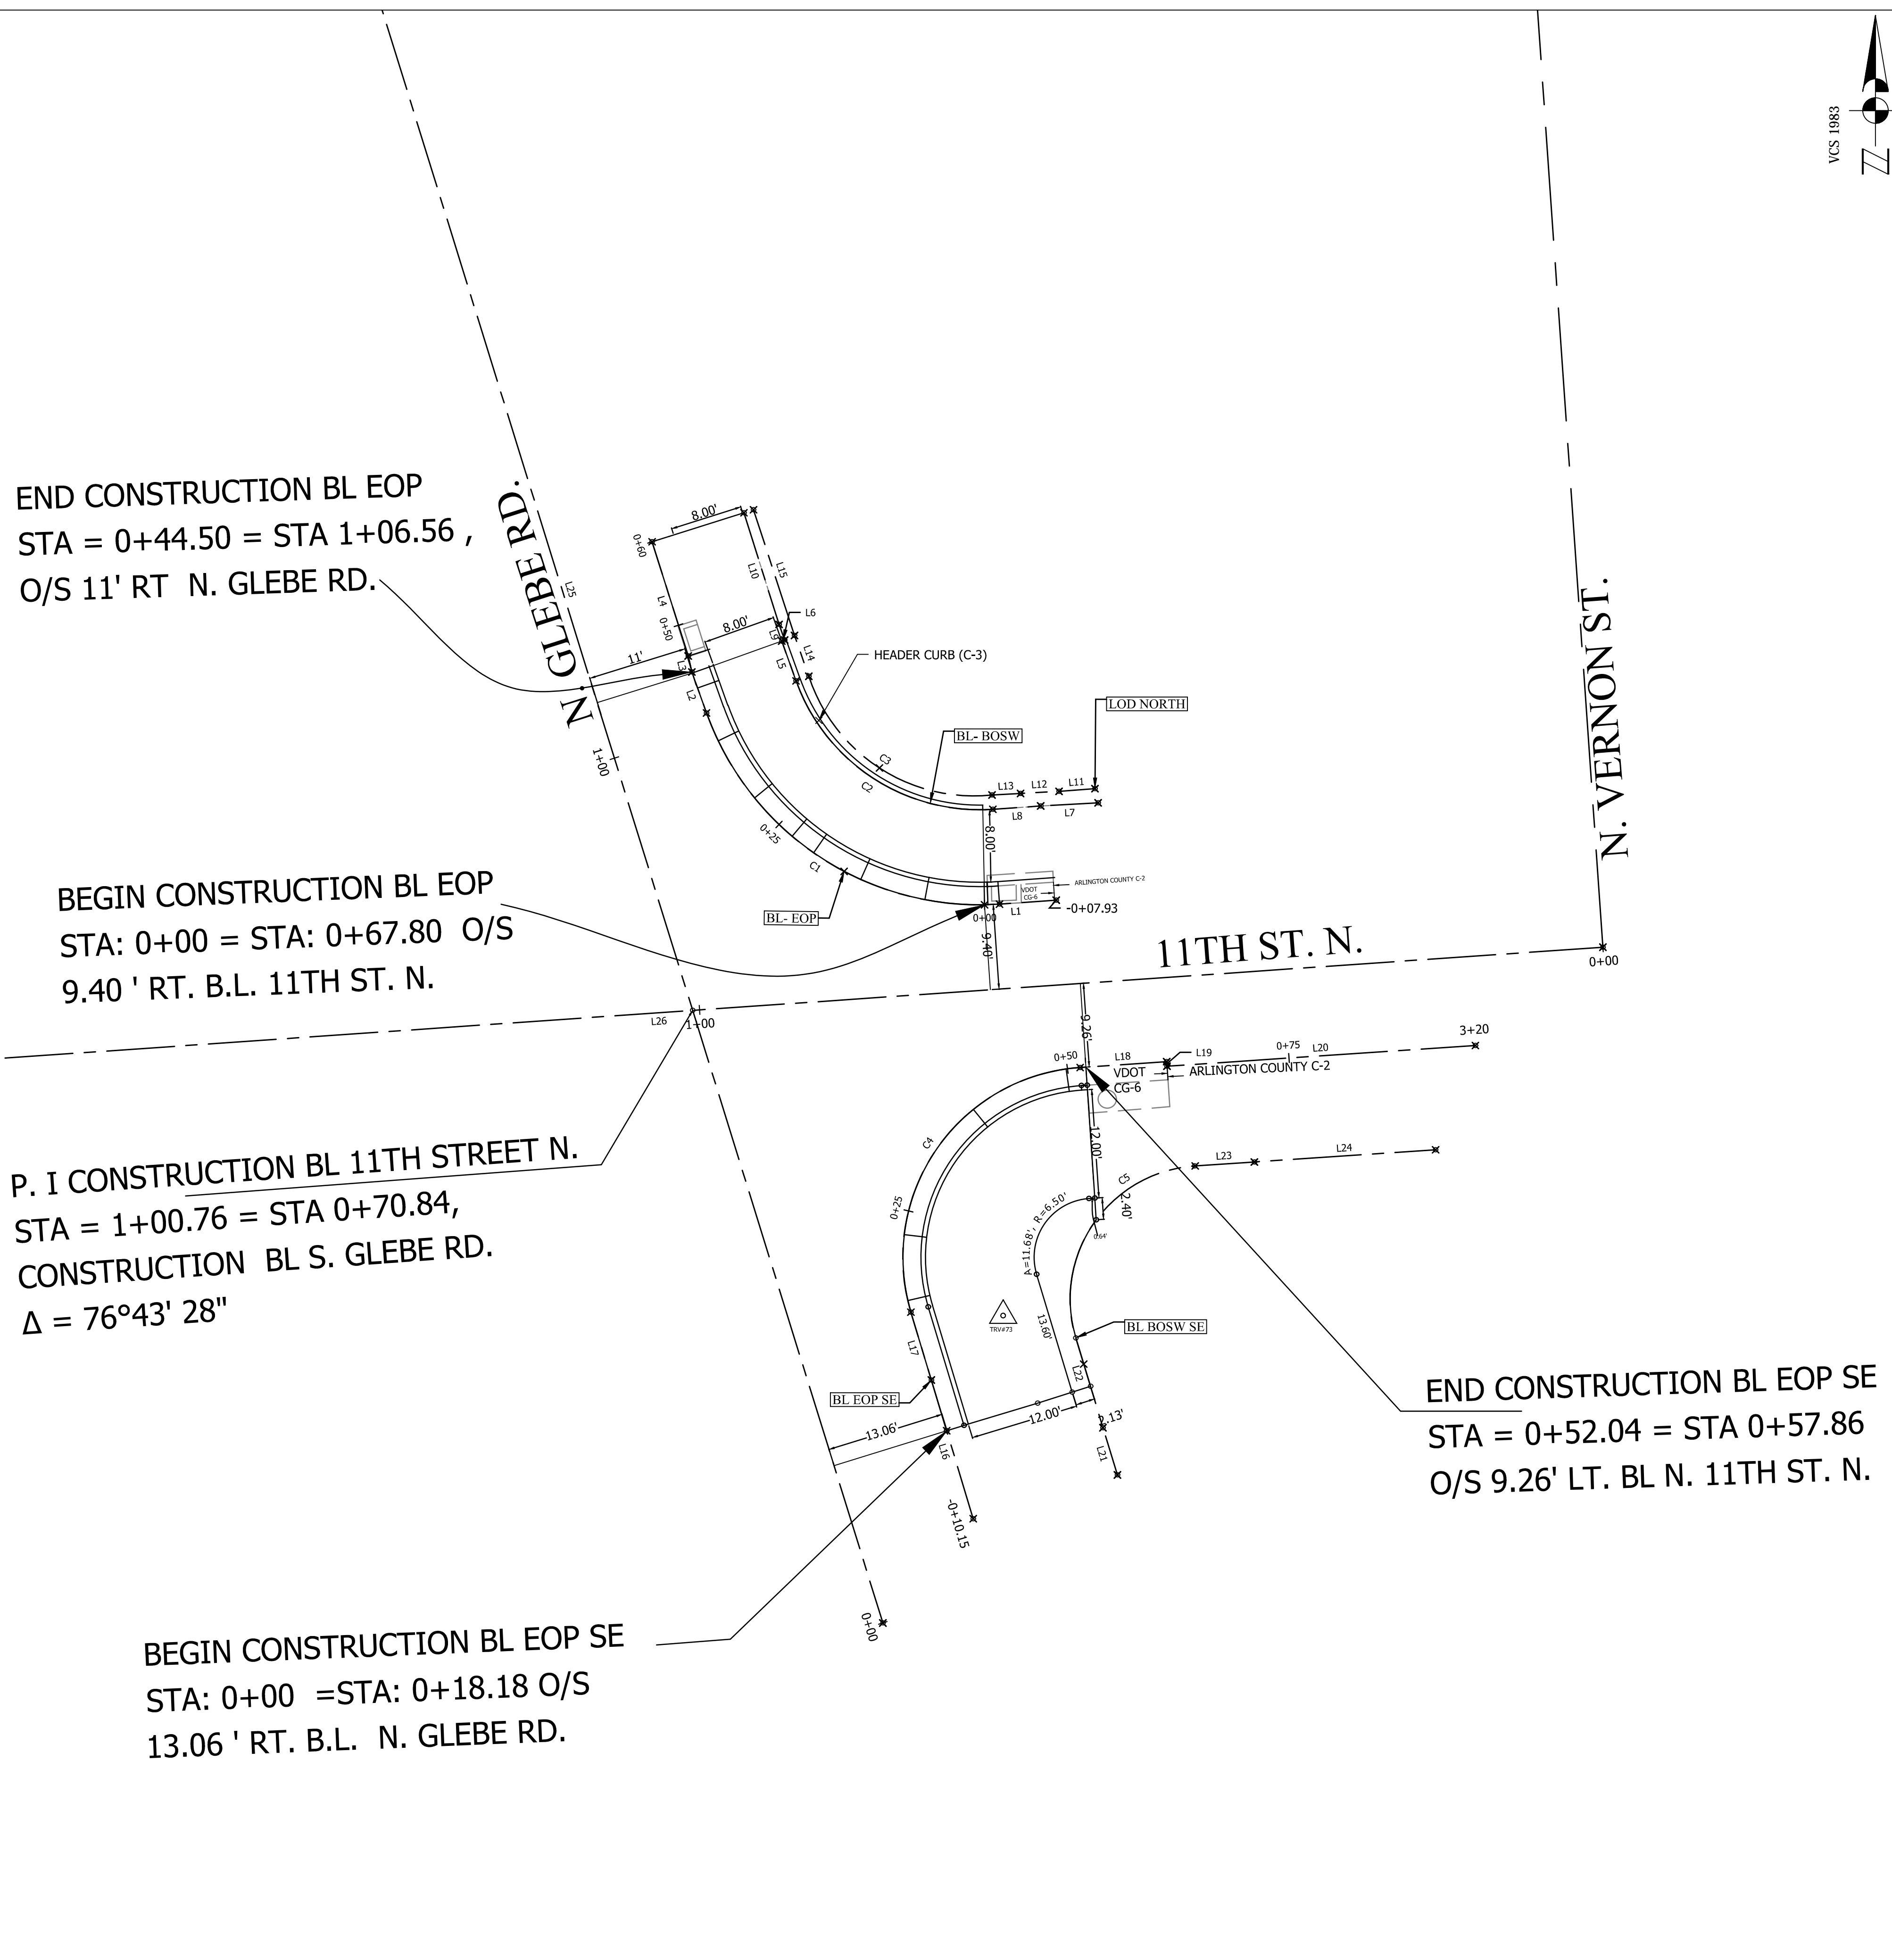 VCS 1983
N
END CONSTRUCTION BL EOP
STA = 0+44.50 = STA 1+06.56 ,
O/S 11' RT N. GLEBE RD.
N. GLEBE RD.
L25
1+00
0+60
8.00'
L4
0+50
L10
L15
8.00'
L6
L9
11'
L3
L5
L14
L2
HEADER CURB (C-3)
LOD NORTH
BL- BOSW
C3
C2
L13
L12
L11
L8
L7
8.00'
0+25
C1
BL- EOP
VDOT
CG-6
ARLINGTON COUNTY C-2
0+00
L1
-0+07.93
9.40'
N. VERNON ST.
BEGIN CONSTRUCTION BL EOP
STA: 0+00 = STA: 0+67.80 O/S
9.40 ' RT. B.L. 11TH ST. N.
11TH ST. N.
0+00
L26
1+00
9.26'
0+50
L18
L19
0+75
L20
3+20
VDOT
CG-6
ARLINGTON COUNTY C-2
P. I CONSTRUCTION BL 11TH STREET N.
STA = 1+00.76 = STA 0+70.84,
CONSTRUCTION BL S. GLEBE RD.
Δ = 76°43' 28"
C4
0+25
12.00'
C5
L23
L24
2.40'
0.64'
A=11.68', R=6.50'
TRV#73
13.60'
BL BOSW SE
L17
L22
BL EOP SE
13.06'
12.00'
2.13'
L16
L21
-0+10.15
0+00
END CONSTRUCTION BL EOP SE
STA = 0+52.04 = STA 0+57.86
O/S 9.26' LT. BL N. 11TH ST. N.
BEGIN CONSTRUCTION BL EOP SE
STA: 0+00 =STA: 0+18.18 O/S
13.06 ' RT. B.L. N. GLEBE RD.